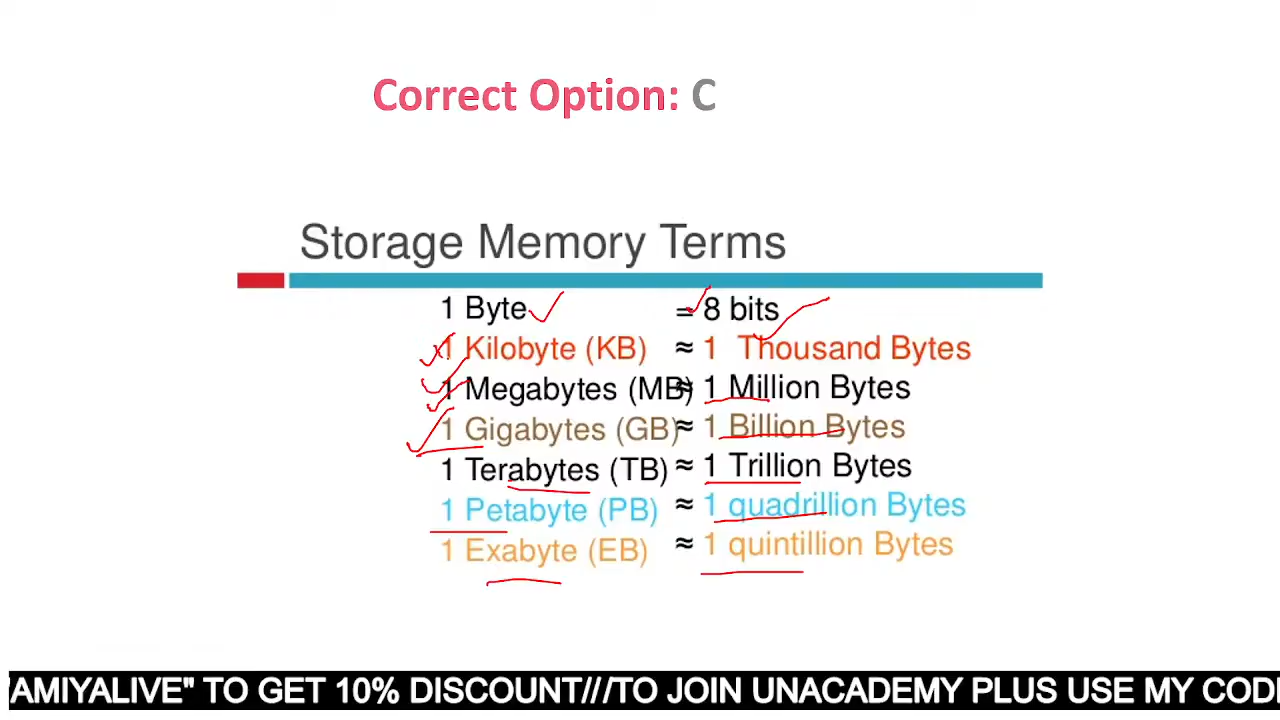 Correct Option: C
Storage Memory Terms
1 Byte = 8 bits
1 Kilobyte (KB) ≈ 1 Thousand Bytes
1 Megabytes (MB) ≈ 1 Million Bytes
1 Gigabytes (GB) ≈ 1 Billion Bytes
1 Terabytes (TB) ≈ 1 Trillion Bytes
1 Petabyte (PB) ≈ 1 quadrillion Bytes
1 Exabyte (EB) ≈ 1 quintillion Bytes
"AMIYALIVE" TO GET 10% DISCOUNT///TO JOIN UNACADEMY PLUS USE MY CODE